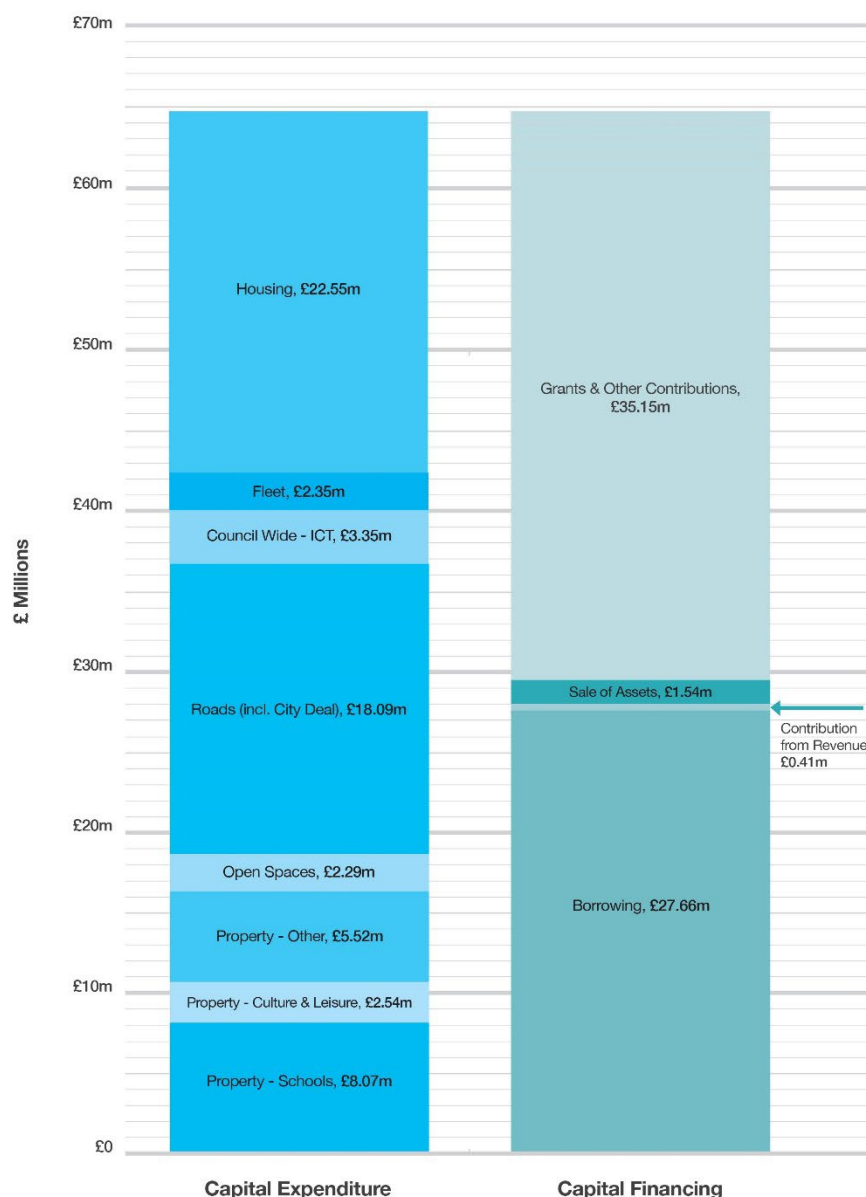 £70m
£60m
£50m
£40m
£30m
£20m
£10m
£0
£ Millions
Housing, £22.55m
Fleet, £2.35m
Council Wide - ICT, £3.35m
Roads (incl. City Deal), £18.09m
Open Spaces, £2.29m
Property - Other, £5.52m
Property - Culture & Leisure, £2.54m
Property - Schools, £8.07m
Capital Expenditure
Grants & Other Contributions,
£35.15m
Sale of Assets, £1.54m
Contribution
from Revenue
£0.41m
Borrowing, £27.66m
Capital Financing